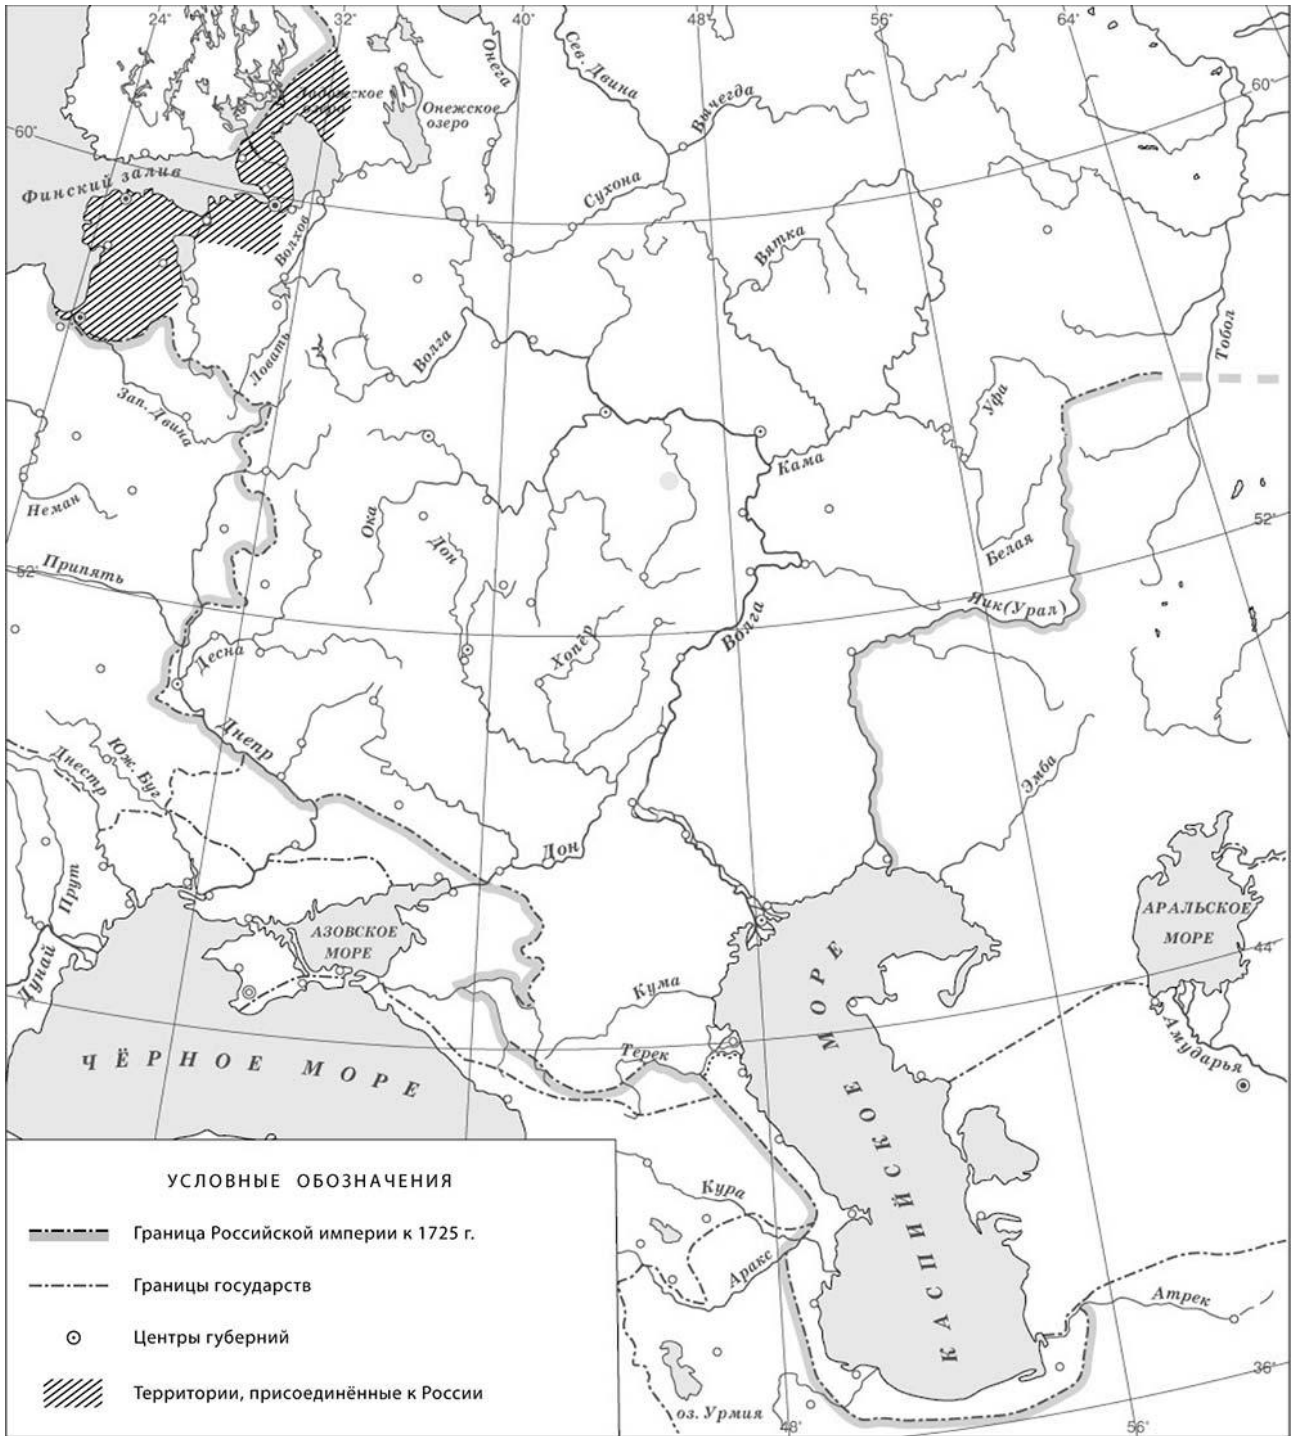 24°
32°
40°
48°
56°
64°
60°
Онега
Сев. Двина
Вычегда
Ладожское
озеро
Онежское
озеро
60°
Финский залив
Сухона
Волхов
Вятка
Тобол
Ловать
Волга
Зап. Двина
Уфа
Кама
Неман
Ока
Дон
52°
Белая
Припять
52°
Яик(Урал)
Волга
Хопёр
Десна
Днепр
Днестр
Юж. Буг
Эмба
Дон
Прут
АЗОВСКОЕ
МОРЕ
АРАЛЬСКОЕ
МОРЕ
44°
Дунай
Кума
Амударья
ЧЁРНОЕ МОРЕ
Терек
КАСПИЙСКОЕ МОРЕ
Кура
Аракс
Атрек
оз. Урмия
36°
48°
56°
УСЛОВНЫЕ ОБОЗНАЧЕНИЯ
Граница Российской империи к 1725 г.
Границы государств
Центры губерний
Территории, присоединённые к России